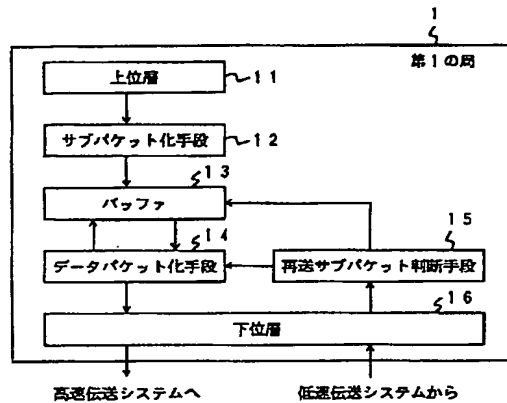 1
第1の局
上位層
11
サブパケット化手段
12
13
バッファ
14
15
データパケット化手段
再送サブパケット判断手段
16
下位層
高速伝送システムへ
低速伝送システムから